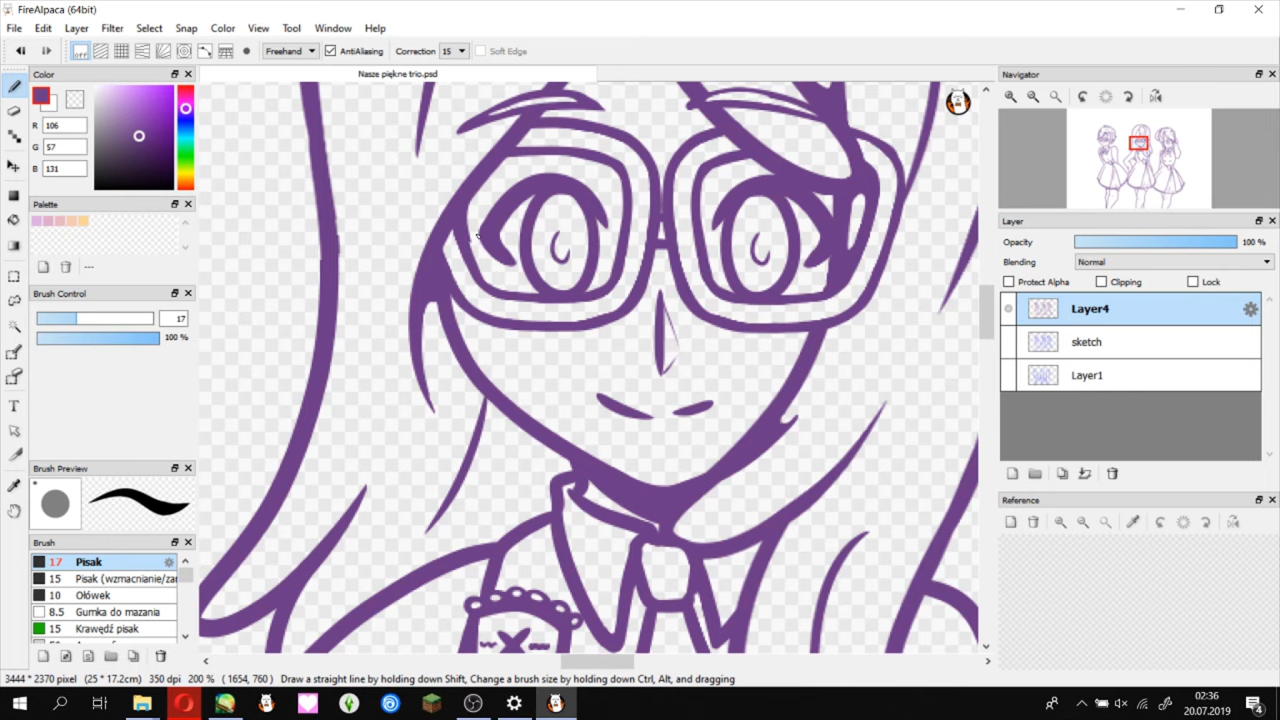 FireAlpaca (64bit)
File Edit Map Layer Filter Select Snap Color View Tool Window Help
off Freehand AntiAliasing Correction 15 Soft Edge
Color
R 106
G 57
B 131
Palette
---
Brush Control
17
100 %
Brush Preview
Brush
17 Pisak
15 Pisak (wzmacnianie/zar
10 Ołówek
8.5 Gumka do mazania
15 Krawędź pisak
Nasze piękne trio.psd
Navigator
Layer
Opacity 100 %
Blending Normal
Protect Alpha Clipping Lock
Layer4
sketch
Layer1
Reference
3444 * 2370 pixel (25 * 17.2cm) 350 dpi 200 % (1654, 760) Draw a straight line by holding down Shift, Change a brush size by holding down Ctrl, Alt, and dragging
02:36
20.07.2019
4